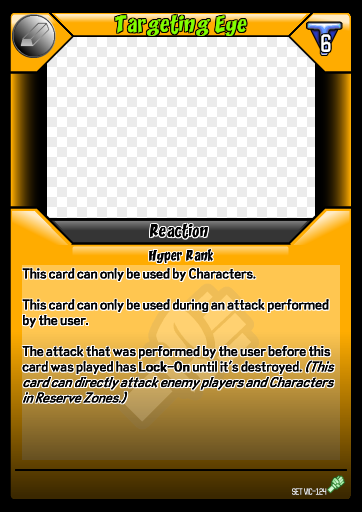 Targeting Eye
6
Reaction
Hyper Rank
This card can only be used by Characters.
This card can only be used during an attack performed
by the user.
The attack that was performed by the user before this
card was played has Lock-On until it's destroyed. (This
card can directly attack enemy players and Characters
in Reserve Zones.)
SET VIC-124